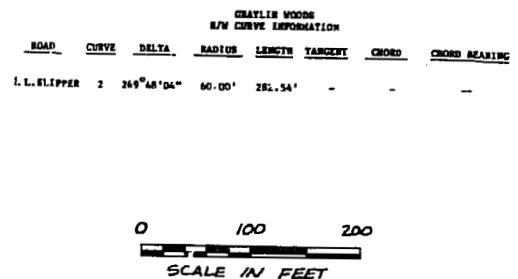 GRAYLIN WOODS
R/W CURVE INFORMATION
ROAD CURVE DELTA RADIUS LENGTH TANGENT CHORD CHORD BEARING
L.SLIPPER 2 269°48'04" 60.00' 282.54' - - -
0 100 200
SCALE IN FEET